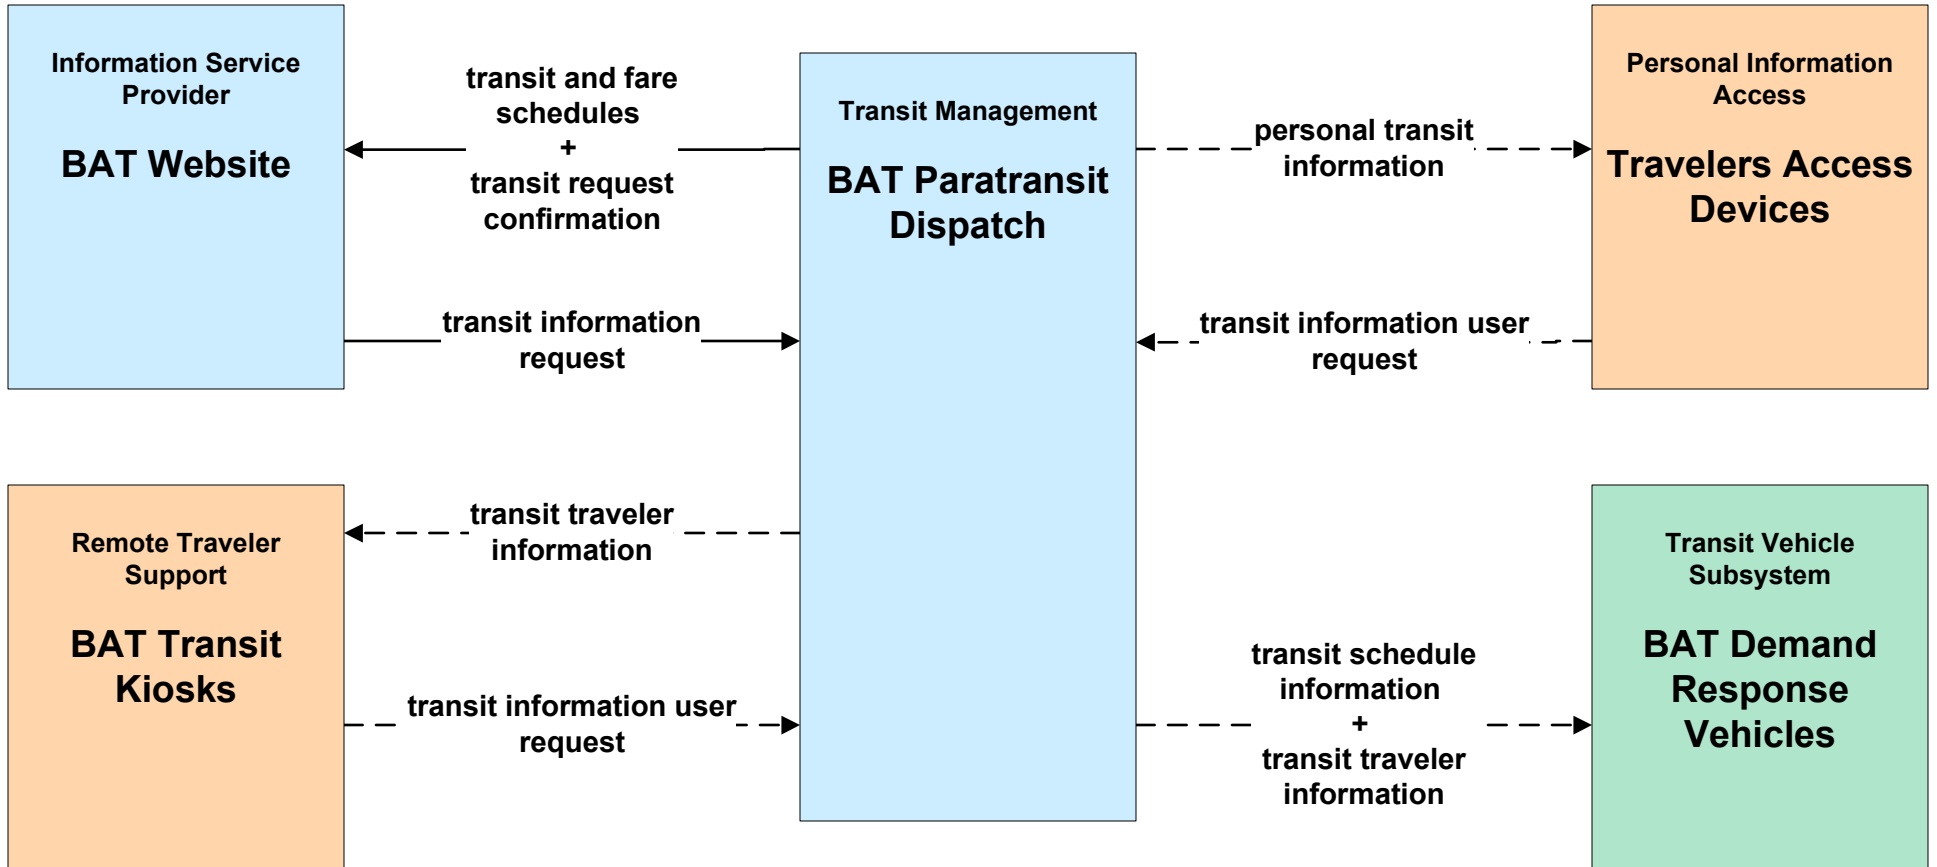 Information Service
Provider
BAT Website
transit and fare
schedules
+
transit request
confirmation
transit information
request
Transit Management
BAT Paratransit
Dispatch
personal transit
information
transit information user
request
Personal Information
Access
Travelers Access
Devices
Remote Traveler
Support
BAT Transit
Kiosks
transit traveler
information
transit information user
request
transit schedule
information
+
transit traveler
information
Transit Vehicle
Subsystem
BAT Demand
Response
Vehicles